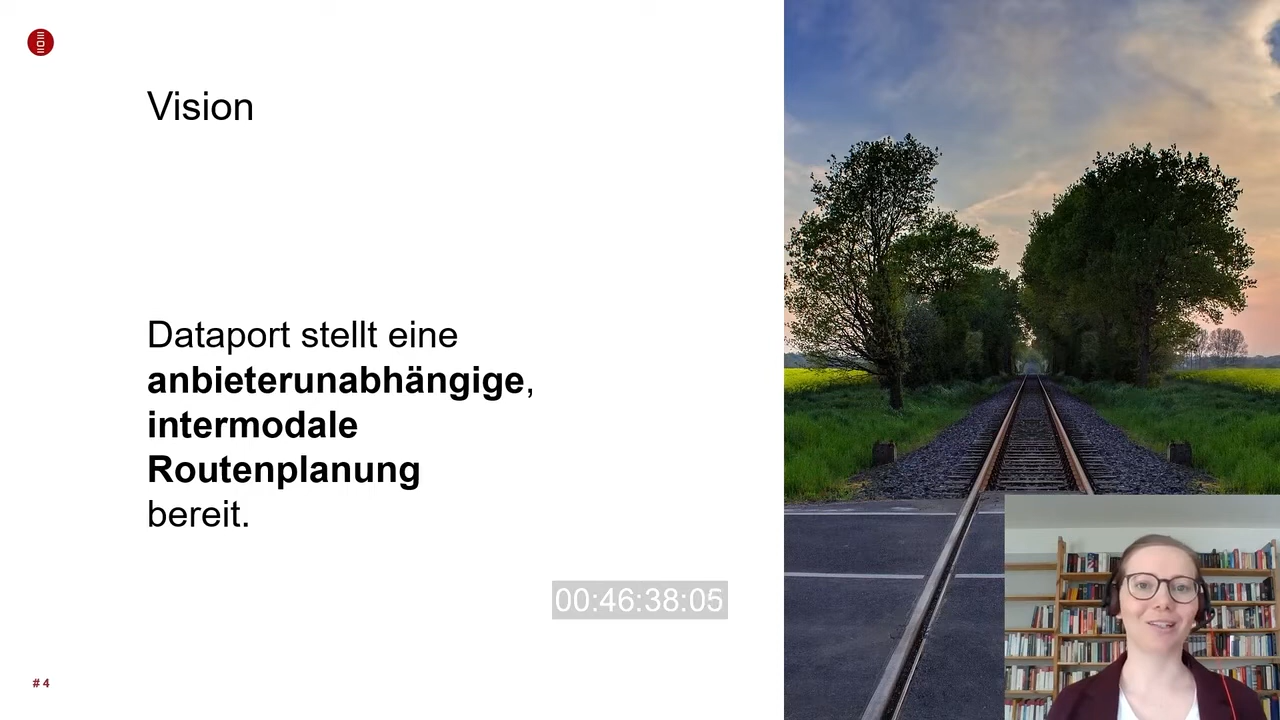 Vision
Dataport stellt eine
anbieterunabhängige,
intermodale
Routenplanung
bereit.
00:46:38:05
# 4